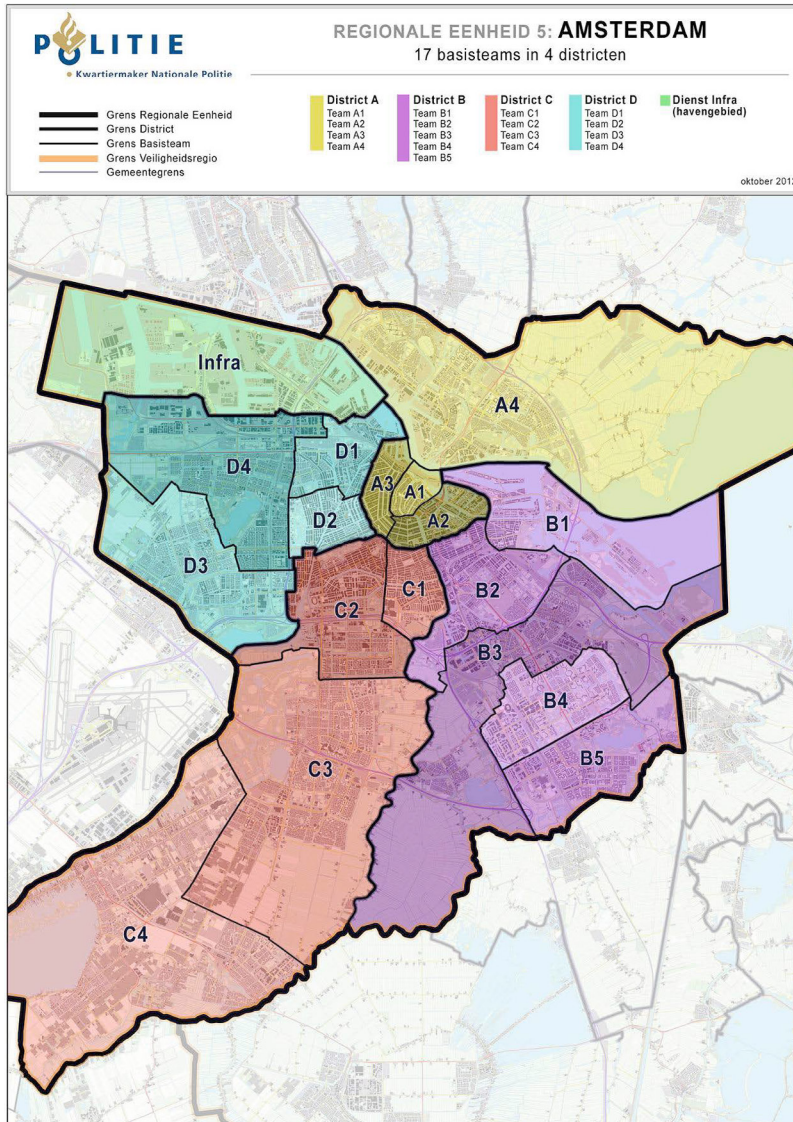 POLITIE
• Kwartiermaker Nationale Politie
REGIONALE EENHEID 5: AMSTERDAM
17 basisteams in 4 districten
Grens Regionale Eenheid
Grens District
Grens Basisteam
Grens Veiligheidsregio
Gemeentegrens
District A
Team A1
Team A2
Team A3
Team A4
District B
Team B1
Team B2
Team B3
Team B4
Team B5
District C
Team C1
Team C2
Team C3
Team C4
District D
Team D1
Team D2
Team D3
Team D4
Dienst Infra
(havengebied)
oktober 2012
Infra
A4
D1
D4
A3
A1
A2
D2
B1
D3
C1
B2
C2
B3
B4
B5
C3
C4